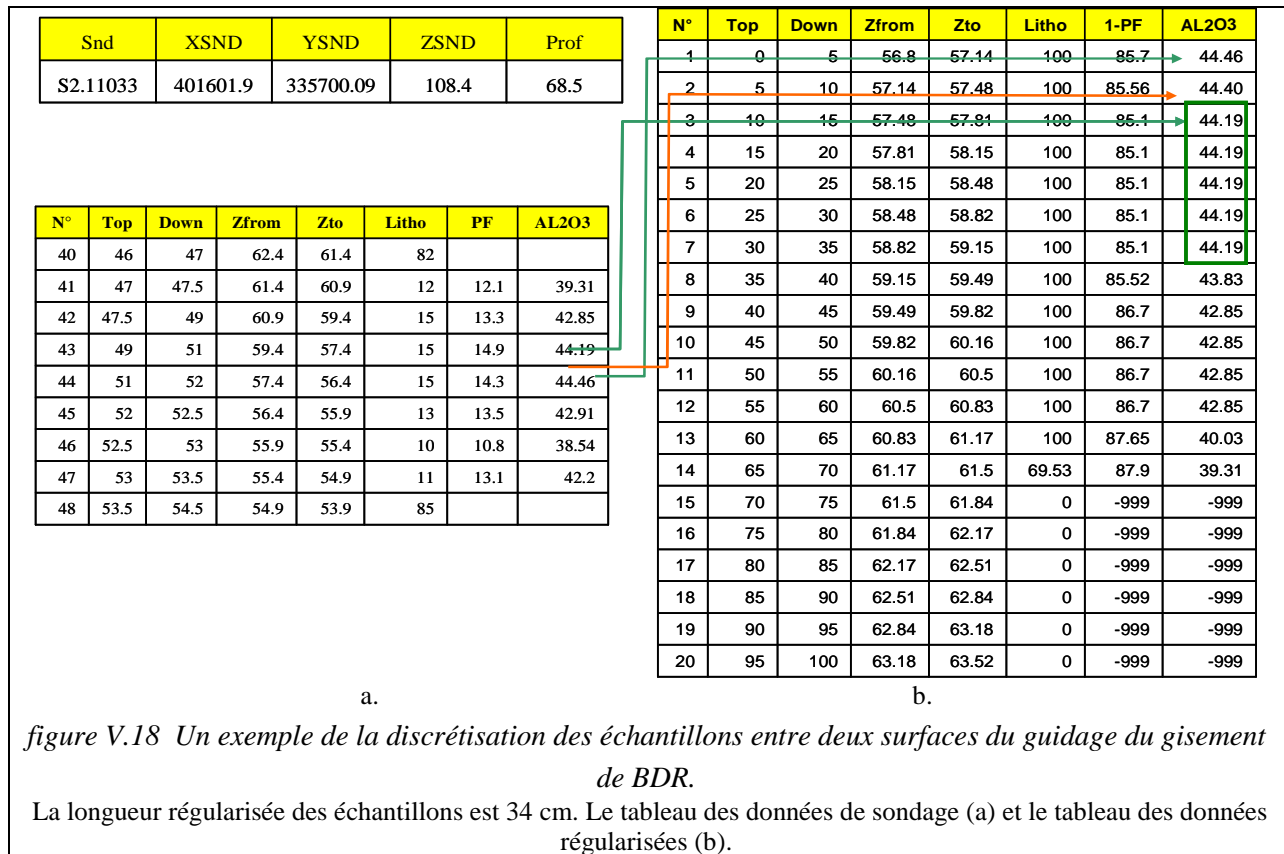 Snd XSND YSND ZSND Prof
S2.11033 401601.9 335700.09 108.4 68.5
N° Top Down Zfrom Zto Litho PF AL2O3
40 46 47 62.4 61.4 82
41 47 47.5 61.4 60.9 12 12.1 39.31
42 47.5 49 60.9 59.4 15 13.3 42.85
43 49 51 59.4 57.4 15 14.9 44.19
44 51 52 57.4 56.4 15 14.3 44.46
45 52 52.5 56.4 55.9 13 13.5 42.91
46 52.5 53 55.9 55.4 10 10.8 38.54
47 53 53.5 55.4 54.9 11 13.1 42.2
48 53.5 54.5 54.9 53.9 85
a.
N° Top Down Zfrom Zto Litho 1-PF AL2O3
1 0 5 56.8 57.14 100 85.7 44.46
2 5 10 57.14 57.48 100 85.56 44.40
3 10 15 57.48 57.81 100 85.1 44.19
4 15 20 57.81 58.15 100 85.1 44.19
5 20 25 58.15 58.48 100 85.1 44.19
6 25 30 58.48 58.82 100 85.1 44.19
7 30 35 58.82 59.15 100 85.1 44.19
8 35 40 59.15 59.49 100 85.52 43.83
9 40 45 59.49 59.82 100 86.7 42.85
10 45 50 59.82 60.16 100 86.7 42.85
11 50 55 60.16 60.5 100 86.7 42.85
12 55 60 60.5 60.83 100 86.7 42.85
13 60 65 60.83 61.17 100 87.65 40.03
14 65 70 61.17 61.5 69.53 87.9 39.31
15 70 75 61.5 61.84 0 -999 -999
16 75 80 61.84 62.17 0 -999 -999
17 80 85 62.17 62.51 0 -999 -999
18 85 90 62.51 62.84 0 -999 -999
19 90 95 62.84 63.18 0 -999 -999
20 95 100 63.18 63.52 0 -999 -999
b.
figure V.18 Un exemple de la discrétisation des échantillons entre deux surfaces du guidage du gisement
de BDR.
La longueur régularisée des échantillons est 34 cm. Le tableau des données de sondage (a) et le tableau des données
régularisées (b).